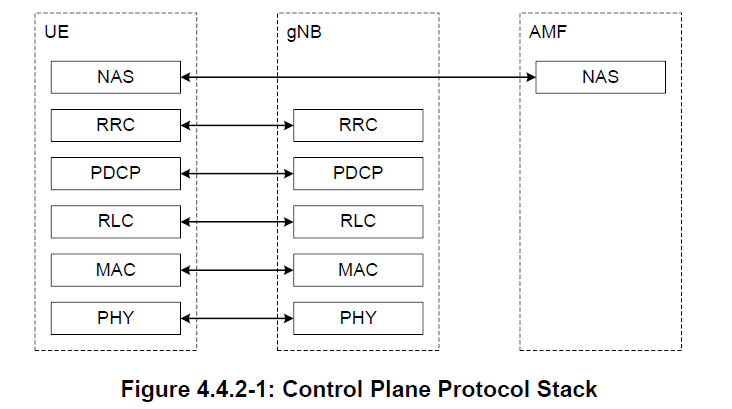 UE
gNB
AMF
NAS
NAS
RRC
RRC
PDCP
PDCP
RLC
RLC
MAC
MAC
PHY
PHY
Figure 4.4.2-1: Control Plane Protocol Stack